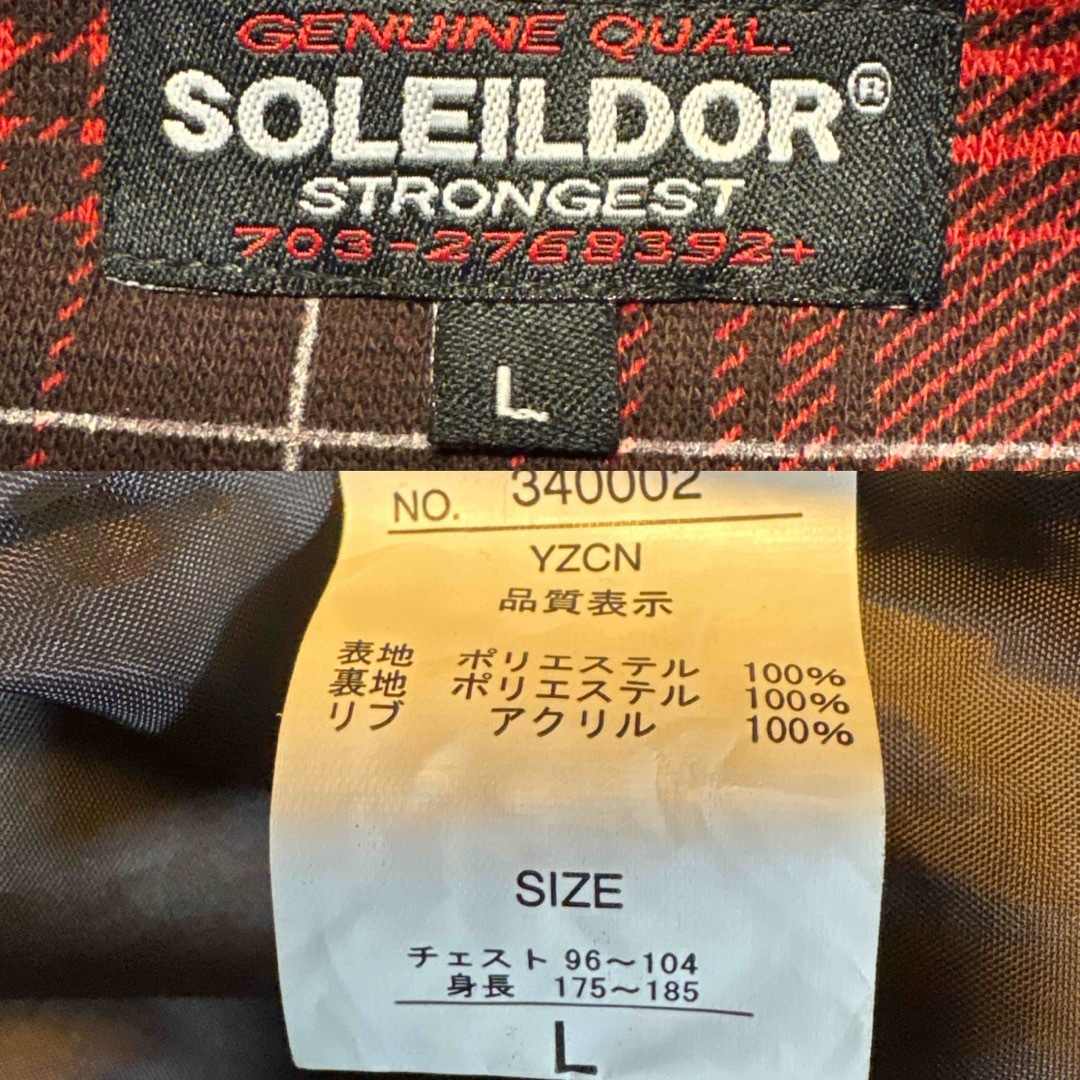 GENUINE QUAL.
SOLEILDOR®
STRONGEST
703-2768392+
L
NO. 340002
YZCN
品質表示
表地 ポリエステル 100%
裏地 ポリエステル 100%
リブ アクリル 100%
SIZE
チェスト 96～104
身長 175～185
L